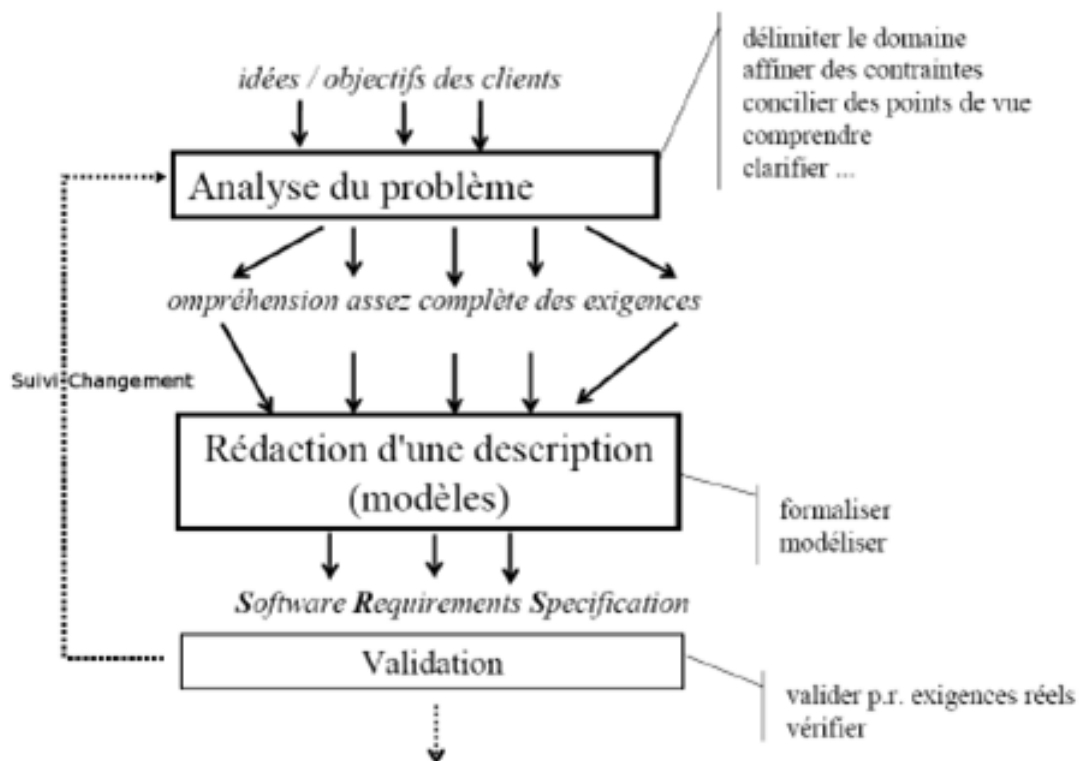 idées / objectifs des clients
délimiter le domaine
affiner des contraintes
concilier des points de vue
comprendre
clarifier ...
Analyse du problème
ompréhension assez complète des exigences
Suivi-Changement
Rédaction d'une description
(modèles)
formaliser
modéliser
Software Requirements Specification
Validation
valider p.r. exigences réels
vérifier